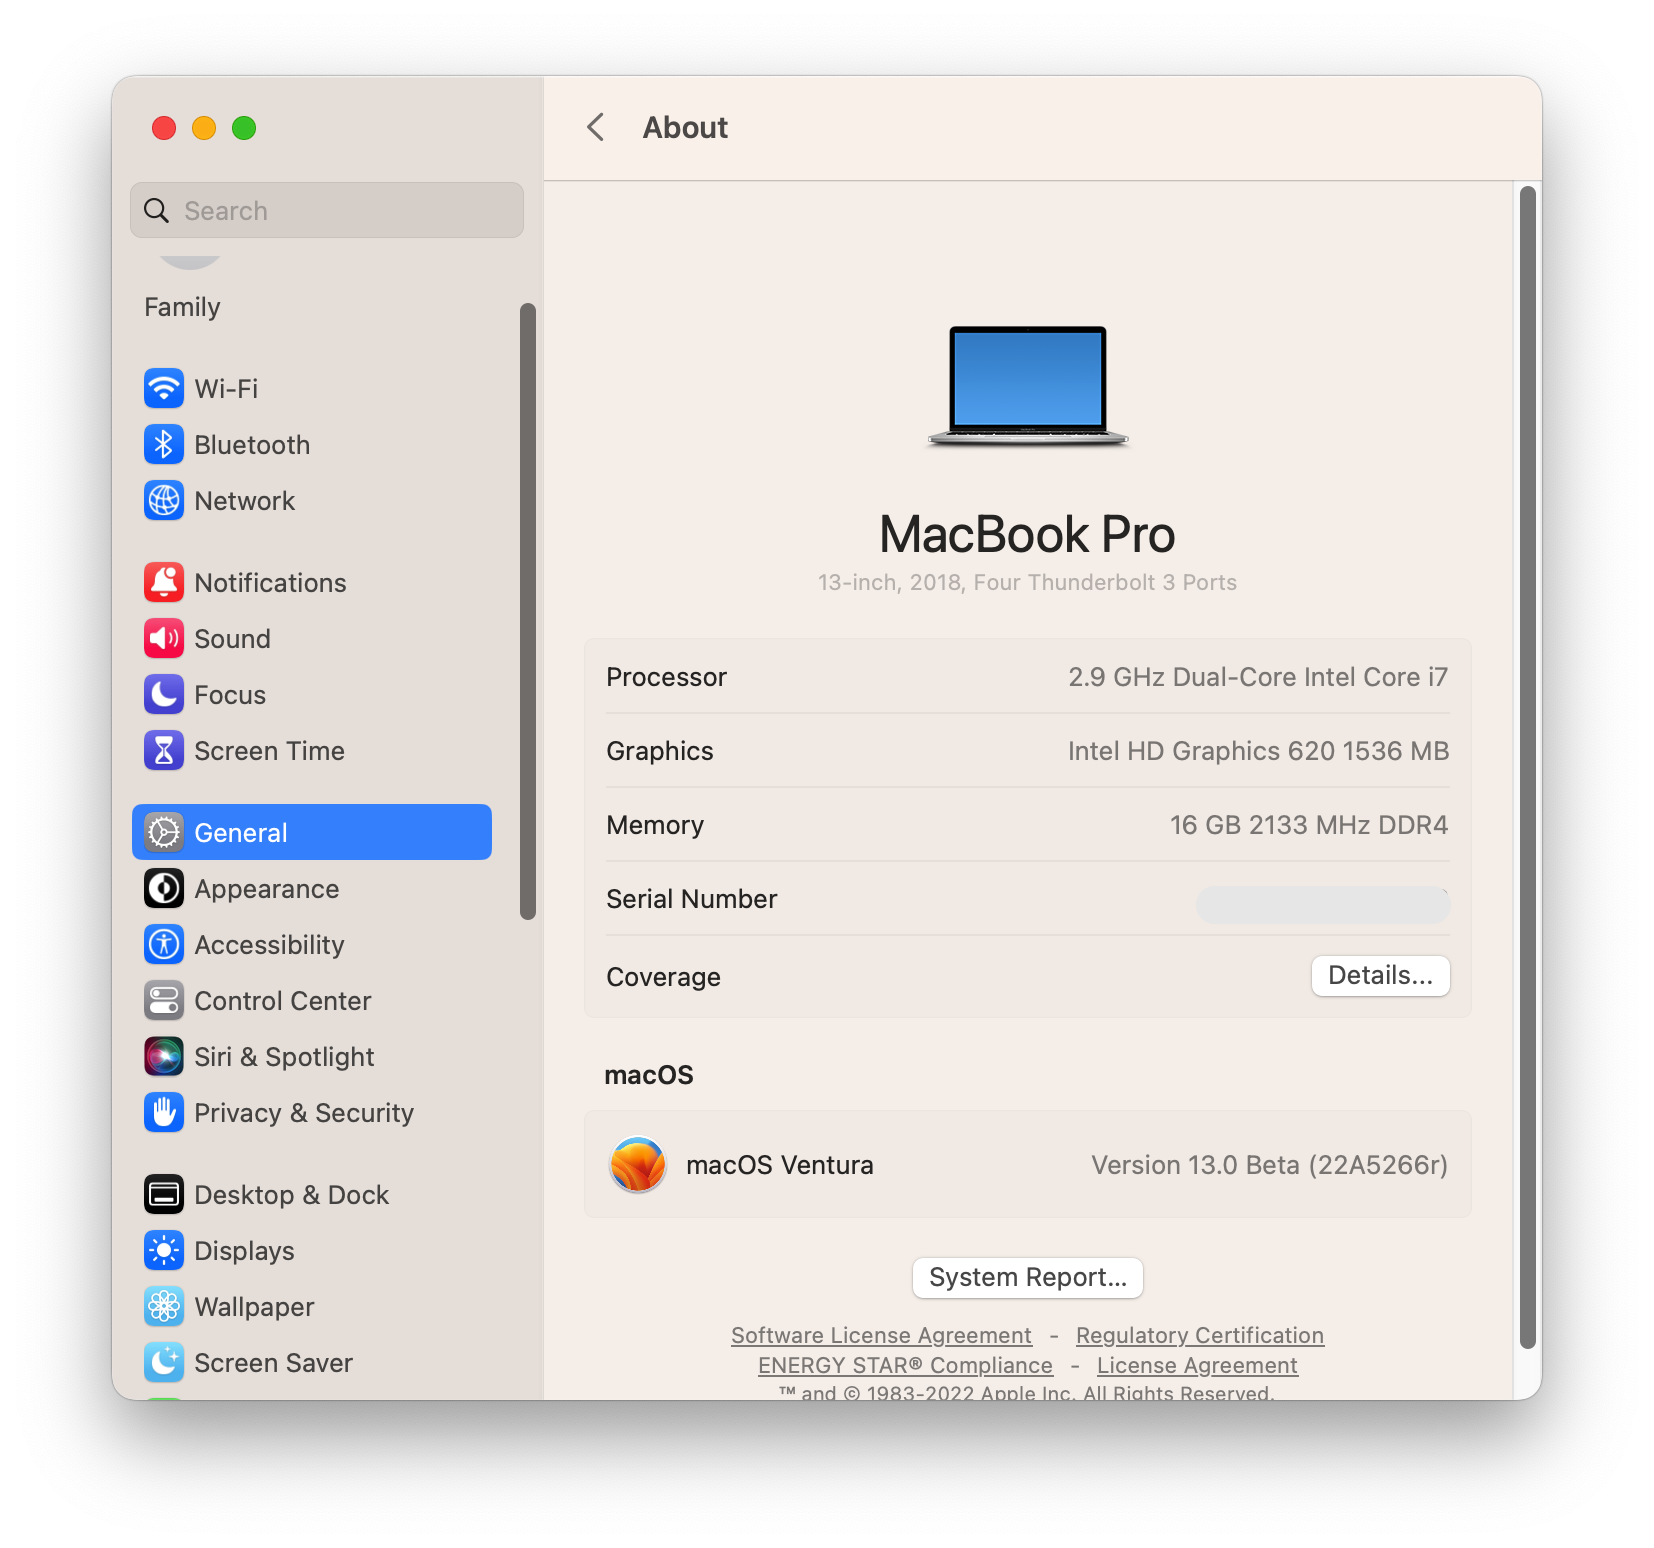 About
Search
Family
Wi-Fi
Bluetooth
Network
Notifications
Sound
Focus
Screen Time
General
Appearance
Accessibility
Control Center
Siri & Spotlight
Privacy & Security
Desktop & Dock
Displays
Wallpaper
Screen Saver
MacBook Pro
13-inch, 2018, Four Thunderbolt 3 Ports
Processor 2.9 GHz Dual-Core Intel Core i7
Graphics Intel HD Graphics 620 1536 MB
Memory 16 GB 2133 MHz DDR4
Serial Number
Coverage Details...
macOS
macOS Ventura Version 13.0 Beta (22A5266r)
System Report...
Software License Agreement - Regulatory Certification
ENERGY STAR® Compliance - License Agreement
™ and © 1983-2022 Apple Inc. All Rights Reserved.